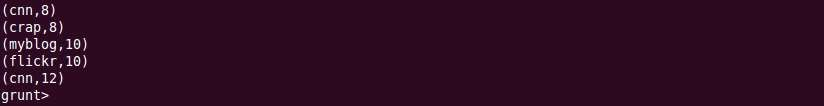 (cnn,8)
(crap,8)
(myblog,10)
(flickr,10)
(cnn,12)
grunt>